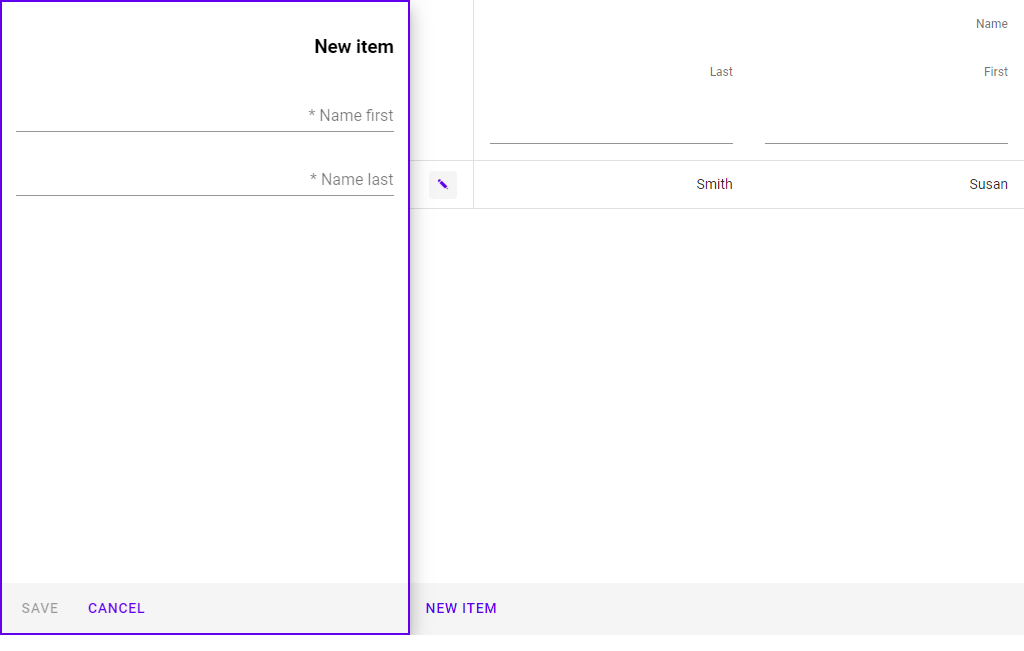 New item
* Name first
* Name last
SAVE CANCEL
Name
Last First
Smith Susan
NEW ITEM